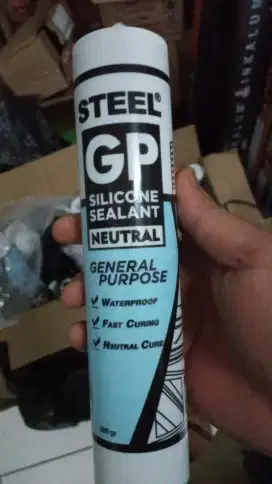 STEEL®
GP
SILICONE
SEALANT
NEUTRAL
GENERAL
PURPOSE
WATERPROOF
FAST CURING
NEUTRAL CURE